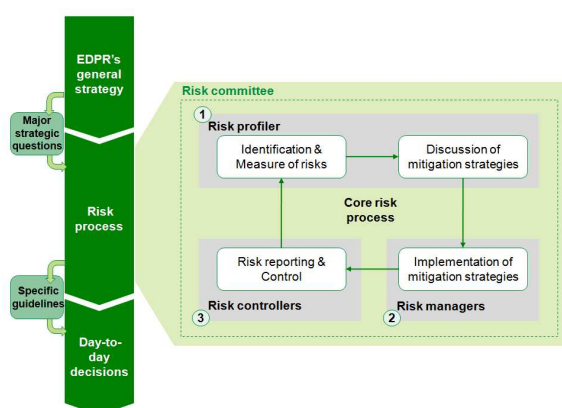 EDPR's
general
strategy
Major
strategic
questions
Risk
process
Specific
guidelines
Day-to-
day
decisions
Risk committee
1
Risk profiler
Identification &
Measure of risks
Discussion of
mitigation strategies
Core risk
process
Risk reporting &
Control
Implementation of
mitigation strategies
Risk controllers
3
Risk managers
2